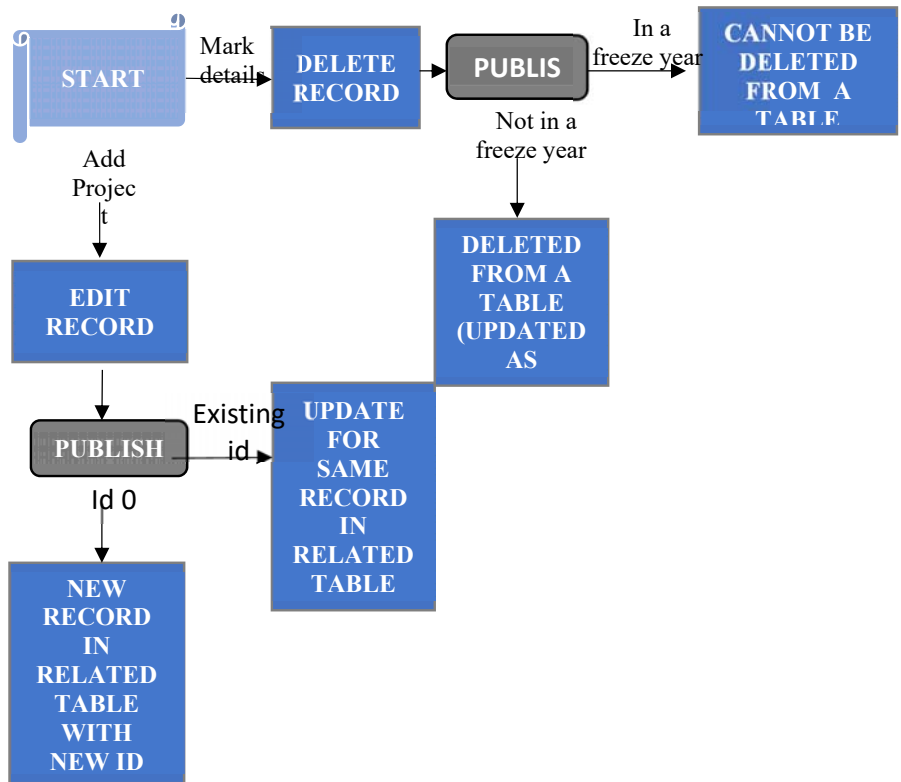 START
Mark
details
DELETE
RECORD
PUBLIS
In a
freeze year
CANNOT BE
DELETED
FROM A
TABLE
Not in a
freeze year
Add
Projec
t
EDIT
RECORD
DELETED
FROM A
TABLE
(UPDATED
AS
PUBLISH
Existing
id
UPDATE
FOR
SAME
RECORD
IN
RELATED
TABLE
Id 0
NEW
RECORD
IN
RELATED
TABLE
WITH
NEW ID